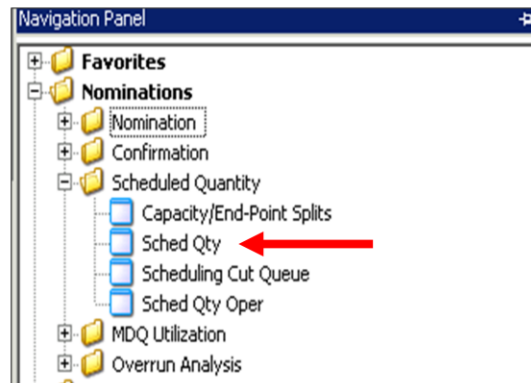 Navigation Panel
Favorites
Nominations
Nomination
Confirmation
Scheduled Quantity
Capacity/End-Point Splits
Sched Qty
Scheduling Cut Queue
Sched Qty Oper
MDQ Utilization
Overrun Analysis